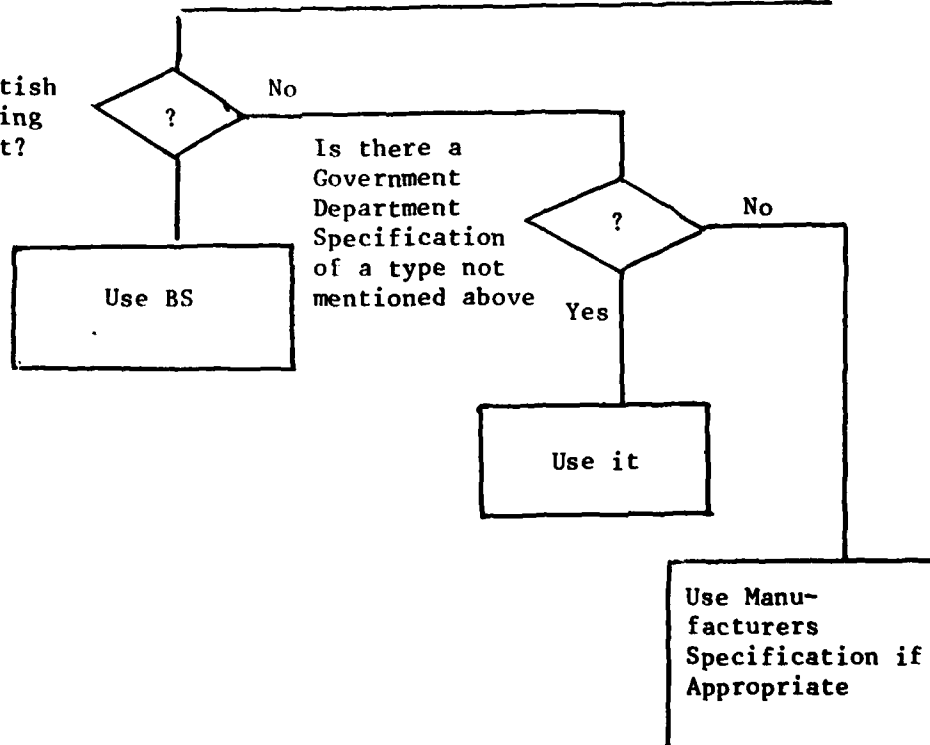 tish
ing
t?
?
No
Is there a
Government
Department
Specification
of a type not
mentioned above
?
No
Yes
Use BS
Use it
Use Manu-
facturers
Specification if
Appropriate